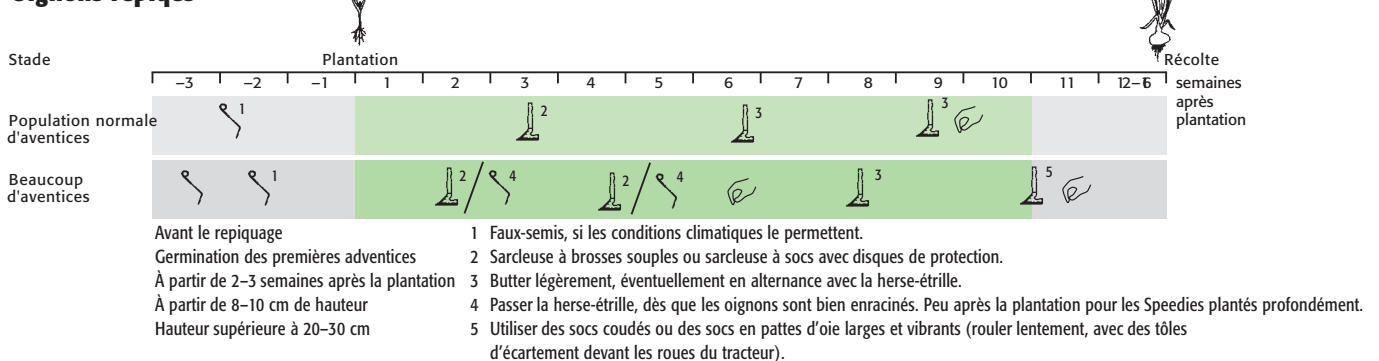 Oignons repiqués
Stade
Plantation
Récolte
–3 –2 –1 1 2 3 4 5 6 7 8 9 10 11 12–16
semaines
après
plantation
Population normale
d'aventices
1 2 3 3
Beaucoup
d'aventices
1 2 4 2 4 3 5
Avant le repiquage 1 Faux-semis, si les conditions climatiques le permettent.
Germination des premières adventices 2 Sarcleuse à brosses souples ou sarcleuse à socs avec disques de protection.
À partir de 2–3 semaines après la plantation 3 Butter légèrement, éventuellement en alternance avec la herse-étrille.
À partir de 8–10 cm de hauteur 4 Passer la herse-étrille, dès que les oignons sont bien enracinés. Peu après la plantation pour les Speedies plantés profondément.
Hauteur supérieure à 20–30 cm 5 Utiliser des socs coudés ou des socs en pattes d'oie larges et vibrants (rouler lentement, avec des tôles
d'écartement devant les roues du tracteur).